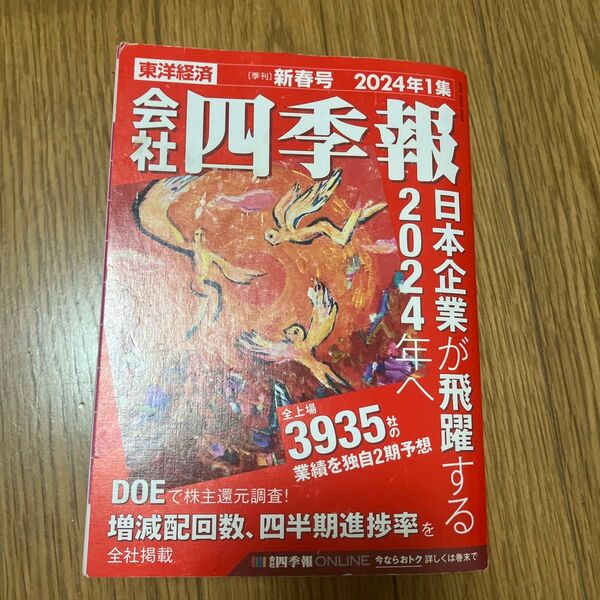 東洋経済 [季刊] 新春号 2024年1集
会社 四季報
日本企業が飛躍する
2024年へ
全上場
3935社の
業績を独自2期予想
DOEで株主還元調査!
増減配回数、四半期進捗率を
全社掲載
会社四季報ONLINE 今ならおトク 詳しくは巻末で